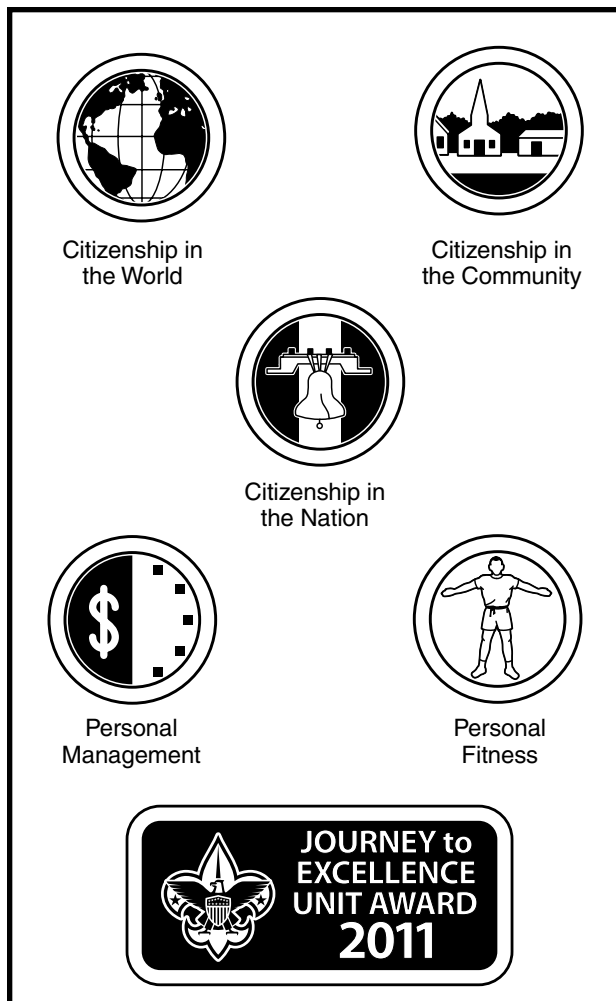 Citizenship in
the World
Citizenship in
the Community
Citizenship in
the Nation
$
Personal
Management
Personal
Fitness
JOURNEY to
EXCELLENCE
UNIT AWARD
2011